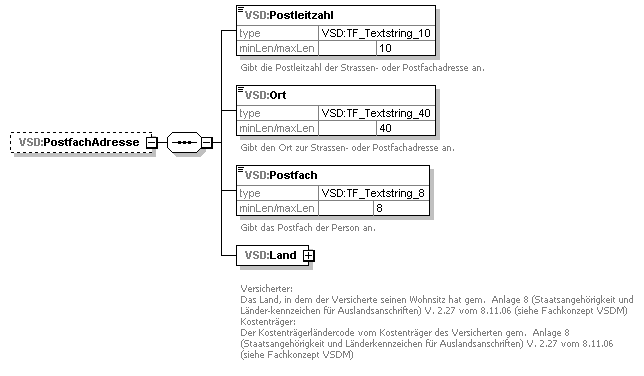 VSD:Postleitzahl
type VSD:TF_Textstring_10
minLen/maxLen 10
Gibt die Postleitzahl der Strassen- oder Postfachadresse an.
VSD:Ort
type VSD:TF_Textstring_40
minLen/maxLen 40
Gibt den Ort zur Strassen- oder Postfachadresse an.
VSD:PostfachAdresse
VSD:Postfach
type VSD:TF_Textstring_8
minLen/maxLen 8
Gibt das Postfach der Person an.
VSD:Land
Versicherter:
Das Land, in dem der Versicherte seinen Wohnsitz hat gem. Anlage 8 (Staatsangehörigkeit und
Länder-kennzeichen für Auslandsanschriften) V. 2.27 vom 8.11.06 (siehe Fachkonzept VSDM)
Kostenträger:
Der Kostenträgerländercode vom Kostenträger des Versicherten gem. Anlage 8
(Staatsangehörigkeit und Länderkennzeichen für Auslandsanschriften) V. 2.27 vom 8.11.06
(siehe Fachkonzept VSDM)